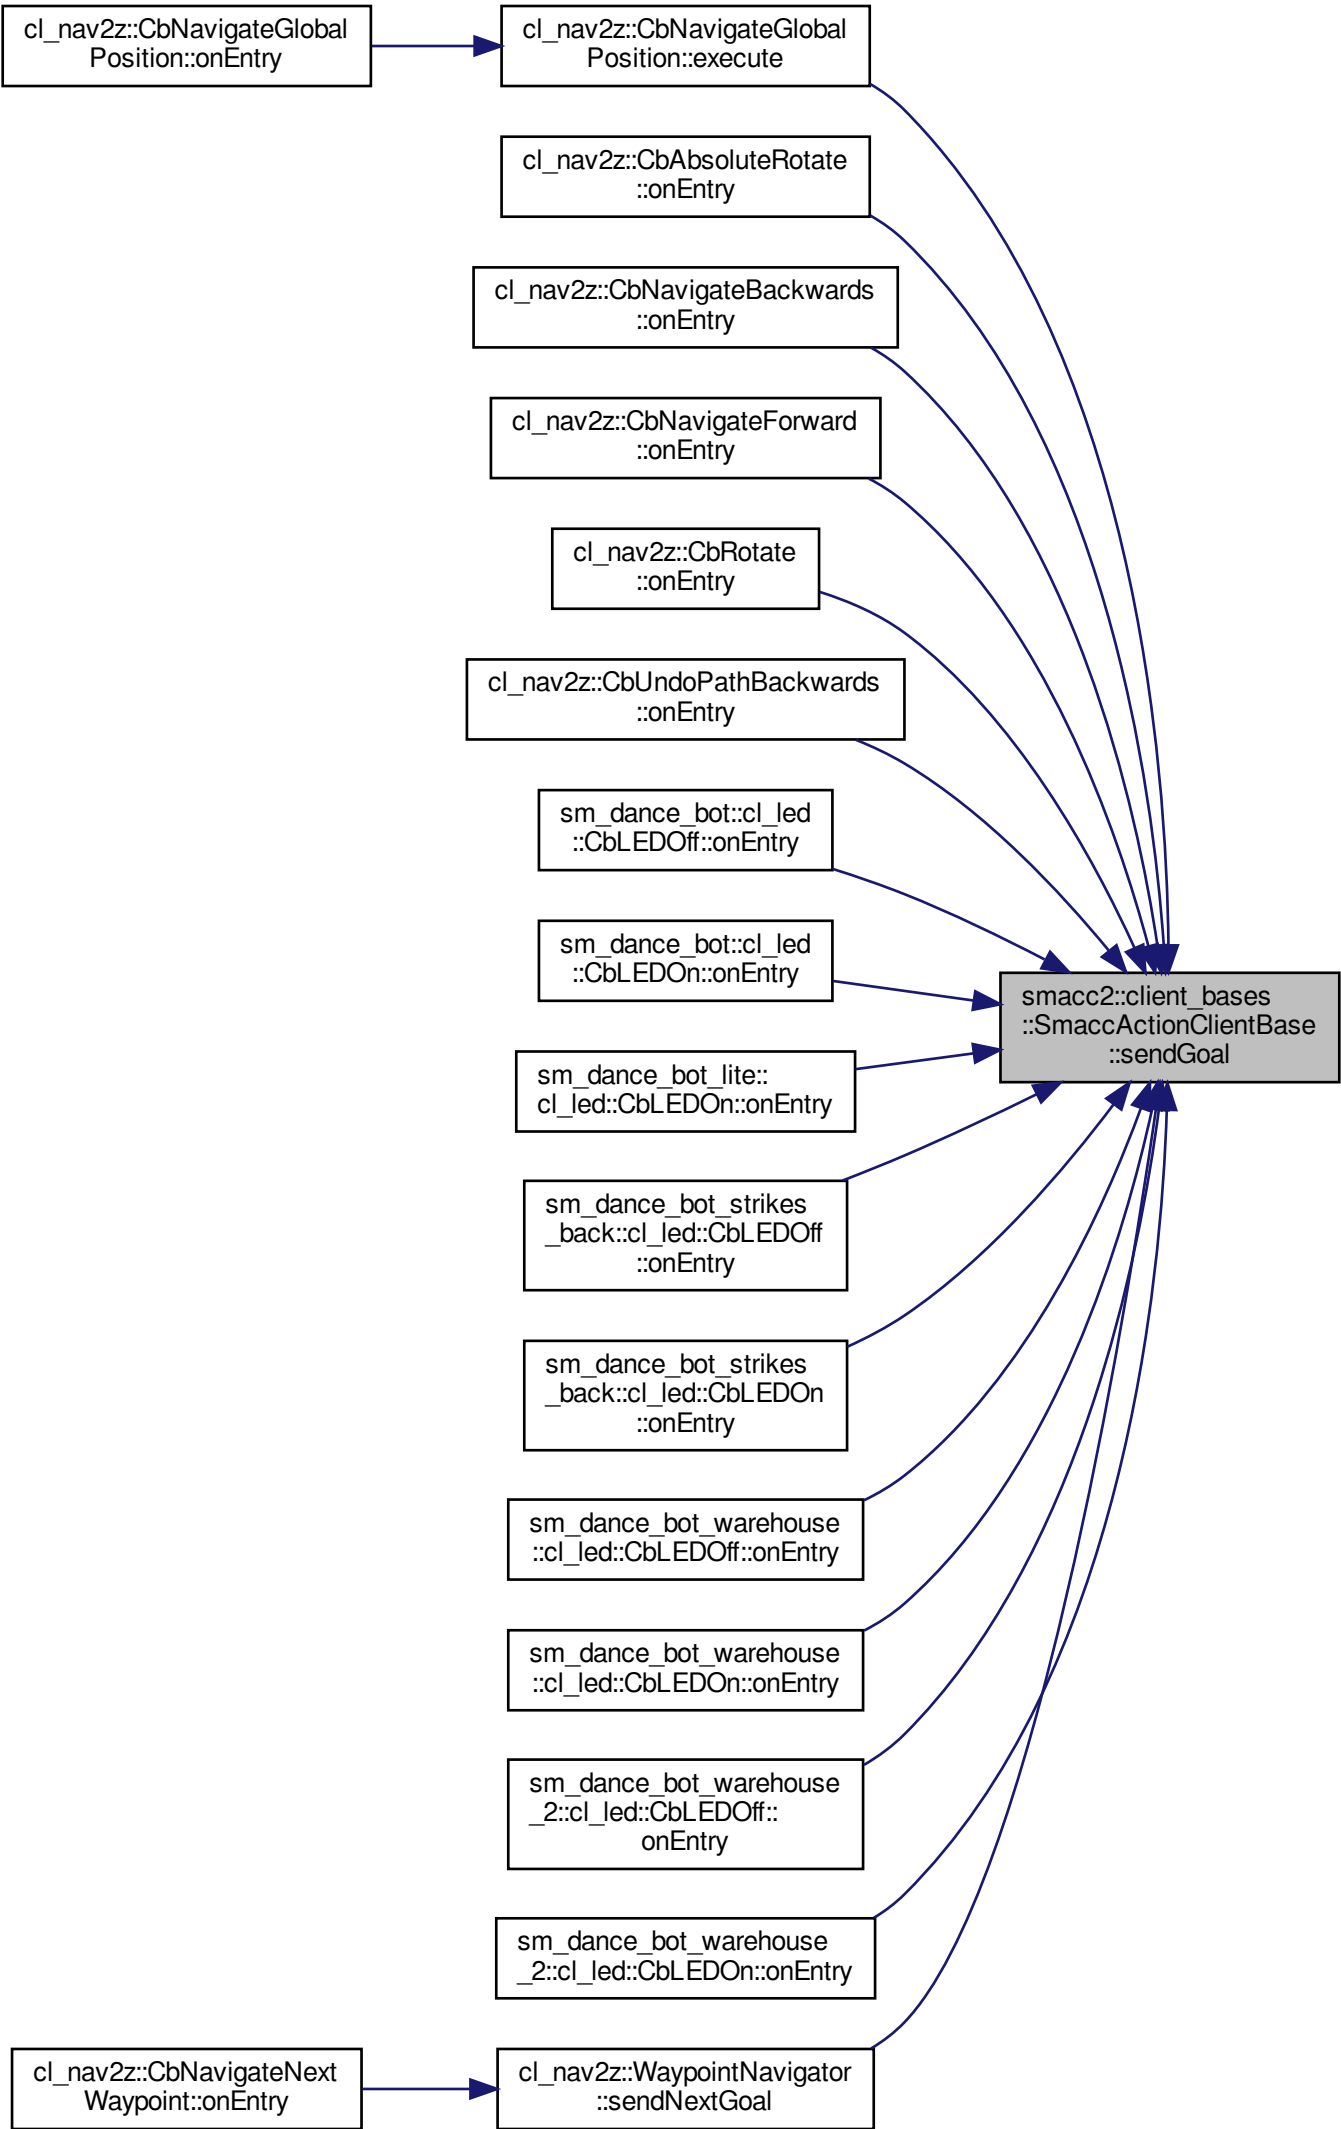 cl_nav2z::CbNavigateGlobal
Position::onEntry
cl_nav2z::CbNavigateGlobal
Position::execute
cl_nav2z::CbAbsoluteRotate
::onEntry
cl_nav2z::CbNavigateBackwards
::onEntry
cl_nav2z::CbNavigateForward
::onEntry
cl_nav2z::CbRotate
::onEntry
cl_nav2z::CbUndoPathBackwards
::onEntry
sm_dance_bot::cl_led
::CbLEDOff::onEntry
sm_dance_bot::cl_led
::CbLEDOn::onEntry
smacc2::client_bases
::SmaccActionClientBase
::sendGoal
sm_dance_bot_lite::
cl_led::CbLEDOn::onEntry
sm_dance_bot_strikes
_back::cl_led::CbLEDOff
::onEntry
sm_dance_bot_strikes
_back::cl_led::CbLEDOn
::onEntry
sm_dance_bot_warehouse
::cl_led::CbLEDOff::onEntry
sm_dance_bot_warehouse
::cl_led::CbLEDOn::onEntry
sm_dance_bot_warehouse
_2::cl_led::CbLEDOff::
onEntry
sm_dance_bot_warehouse
_2::cl_led::CbLEDOn::onEntry
cl_nav2z::CbNavigateNext
Waypoint::onEntry
cl_nav2z::WaypointNavigator
::sendNextGoal